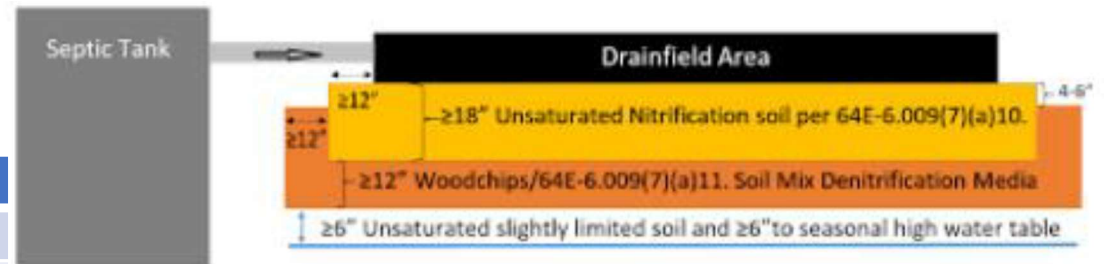 Septic Tank
Drainfield Area
4-6"
≥12"
≥18" Unsaturated Nitrification soil per 64E-6.009(7)(a)10.
≥12"
≥12" Woodchips/64E-6.009(7)(a)11. Soil Mix Denitrification Media
≥6" Unsaturated slightly limited soil and ≥6"to seasonal high water table